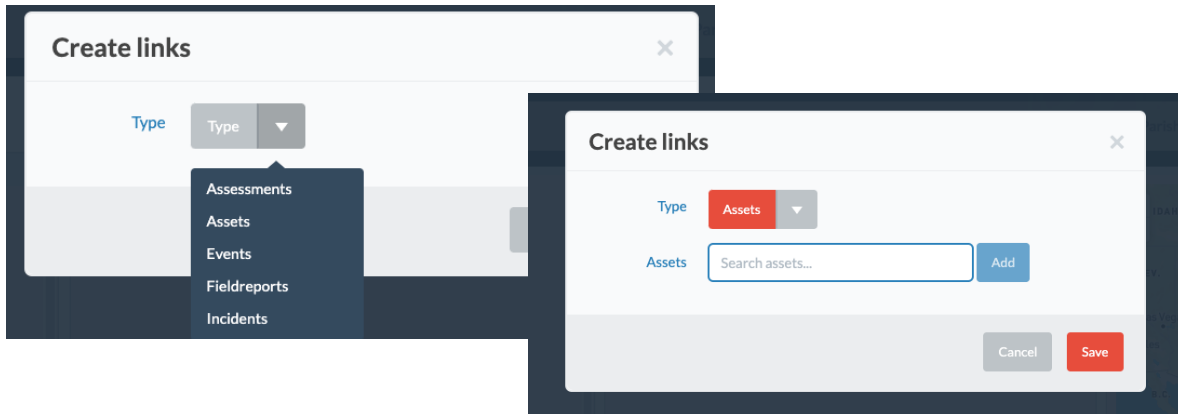 Create links
Type
Type
Assessments
Assets
Events
Fieldreports
Incidents
Create links
Type
Assets
Assets
Search assets...
Add
Cancel
Save